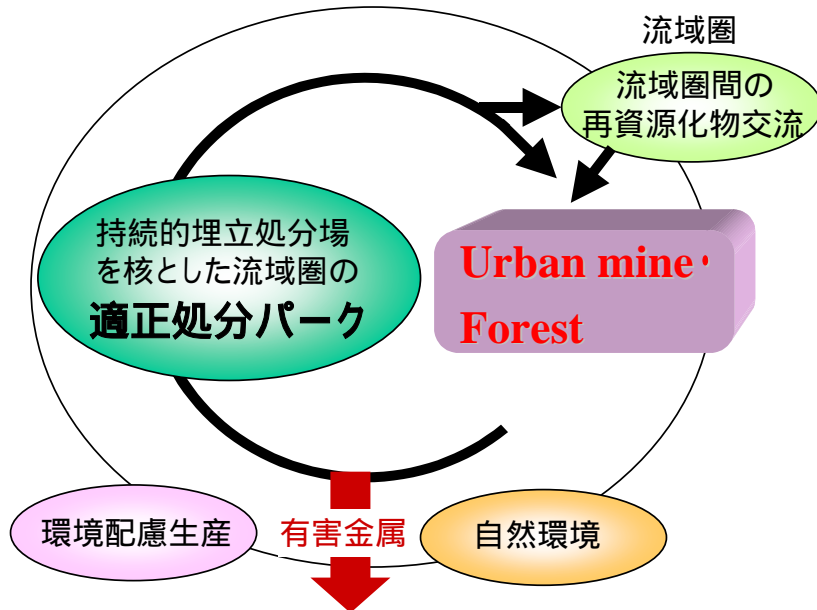 流域圏
流域圏間の
再資源化物交流
持続的埋立処分場
を核とした流域圏の
適正処分パーク
Urban mine・
Forest
環境配慮生産
有害金属
自然環境